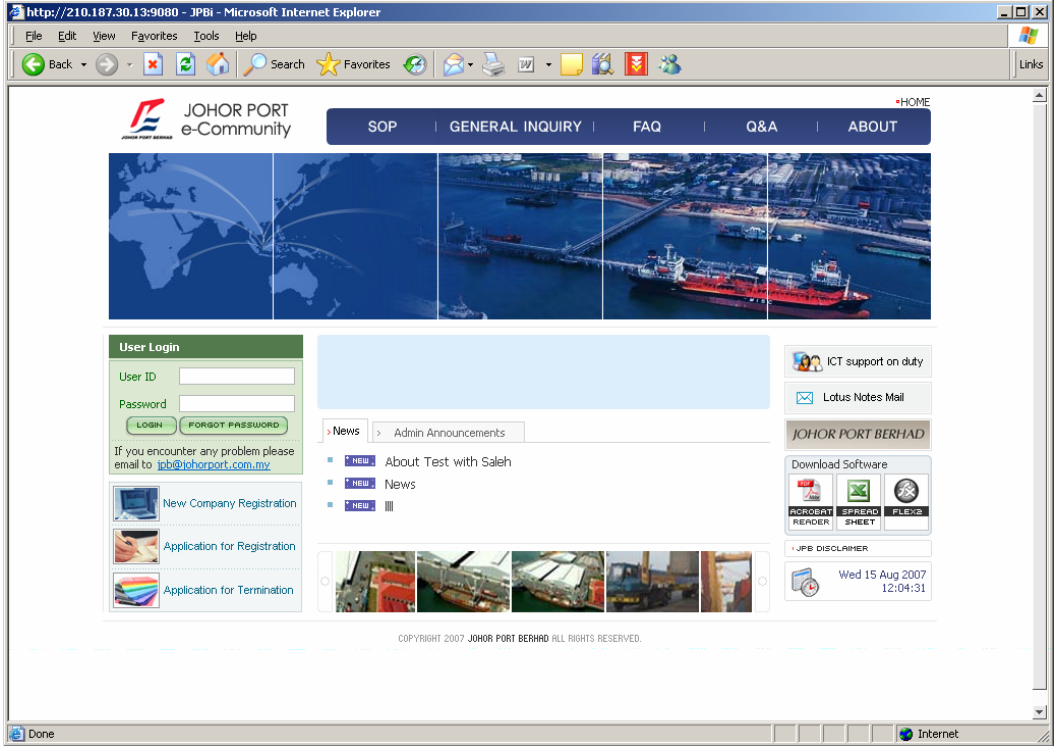 http://210.187.30.13:9080 - JPBi - Microsoft Internet Explorer
File Edit View Favorites Tools Help
Back Search Favorites Links
HOME
JOHOR PORT
e-Community
JOHOR PORT BERHAD
SOP | GENERAL INQUIRY | FAQ | Q&A | ABOUT
MISC
User Login
User ID
Password
LOGIN FORGOT PASSWORD
If you encounter any problem please
email to jpb@johorport.com.my
New Company Registration
Application for Registration
Application for Termination
News Admin Announcements
NEW About Test with Saleh
NEW News
NEW llll
ICT support on duty
Lotus Notes Mail
JOHOR PORT BERHAD
Download Software
PDF
ACROBAT READER
SPREAD SHEET
FLEX2
JPB DISCLAIMER
Wed 15 Aug 2007
12:04:31
COPYRIGHT 2007 JOHOR PORT BERHAD ALL RIGHTS RESERVED.
Done Internet